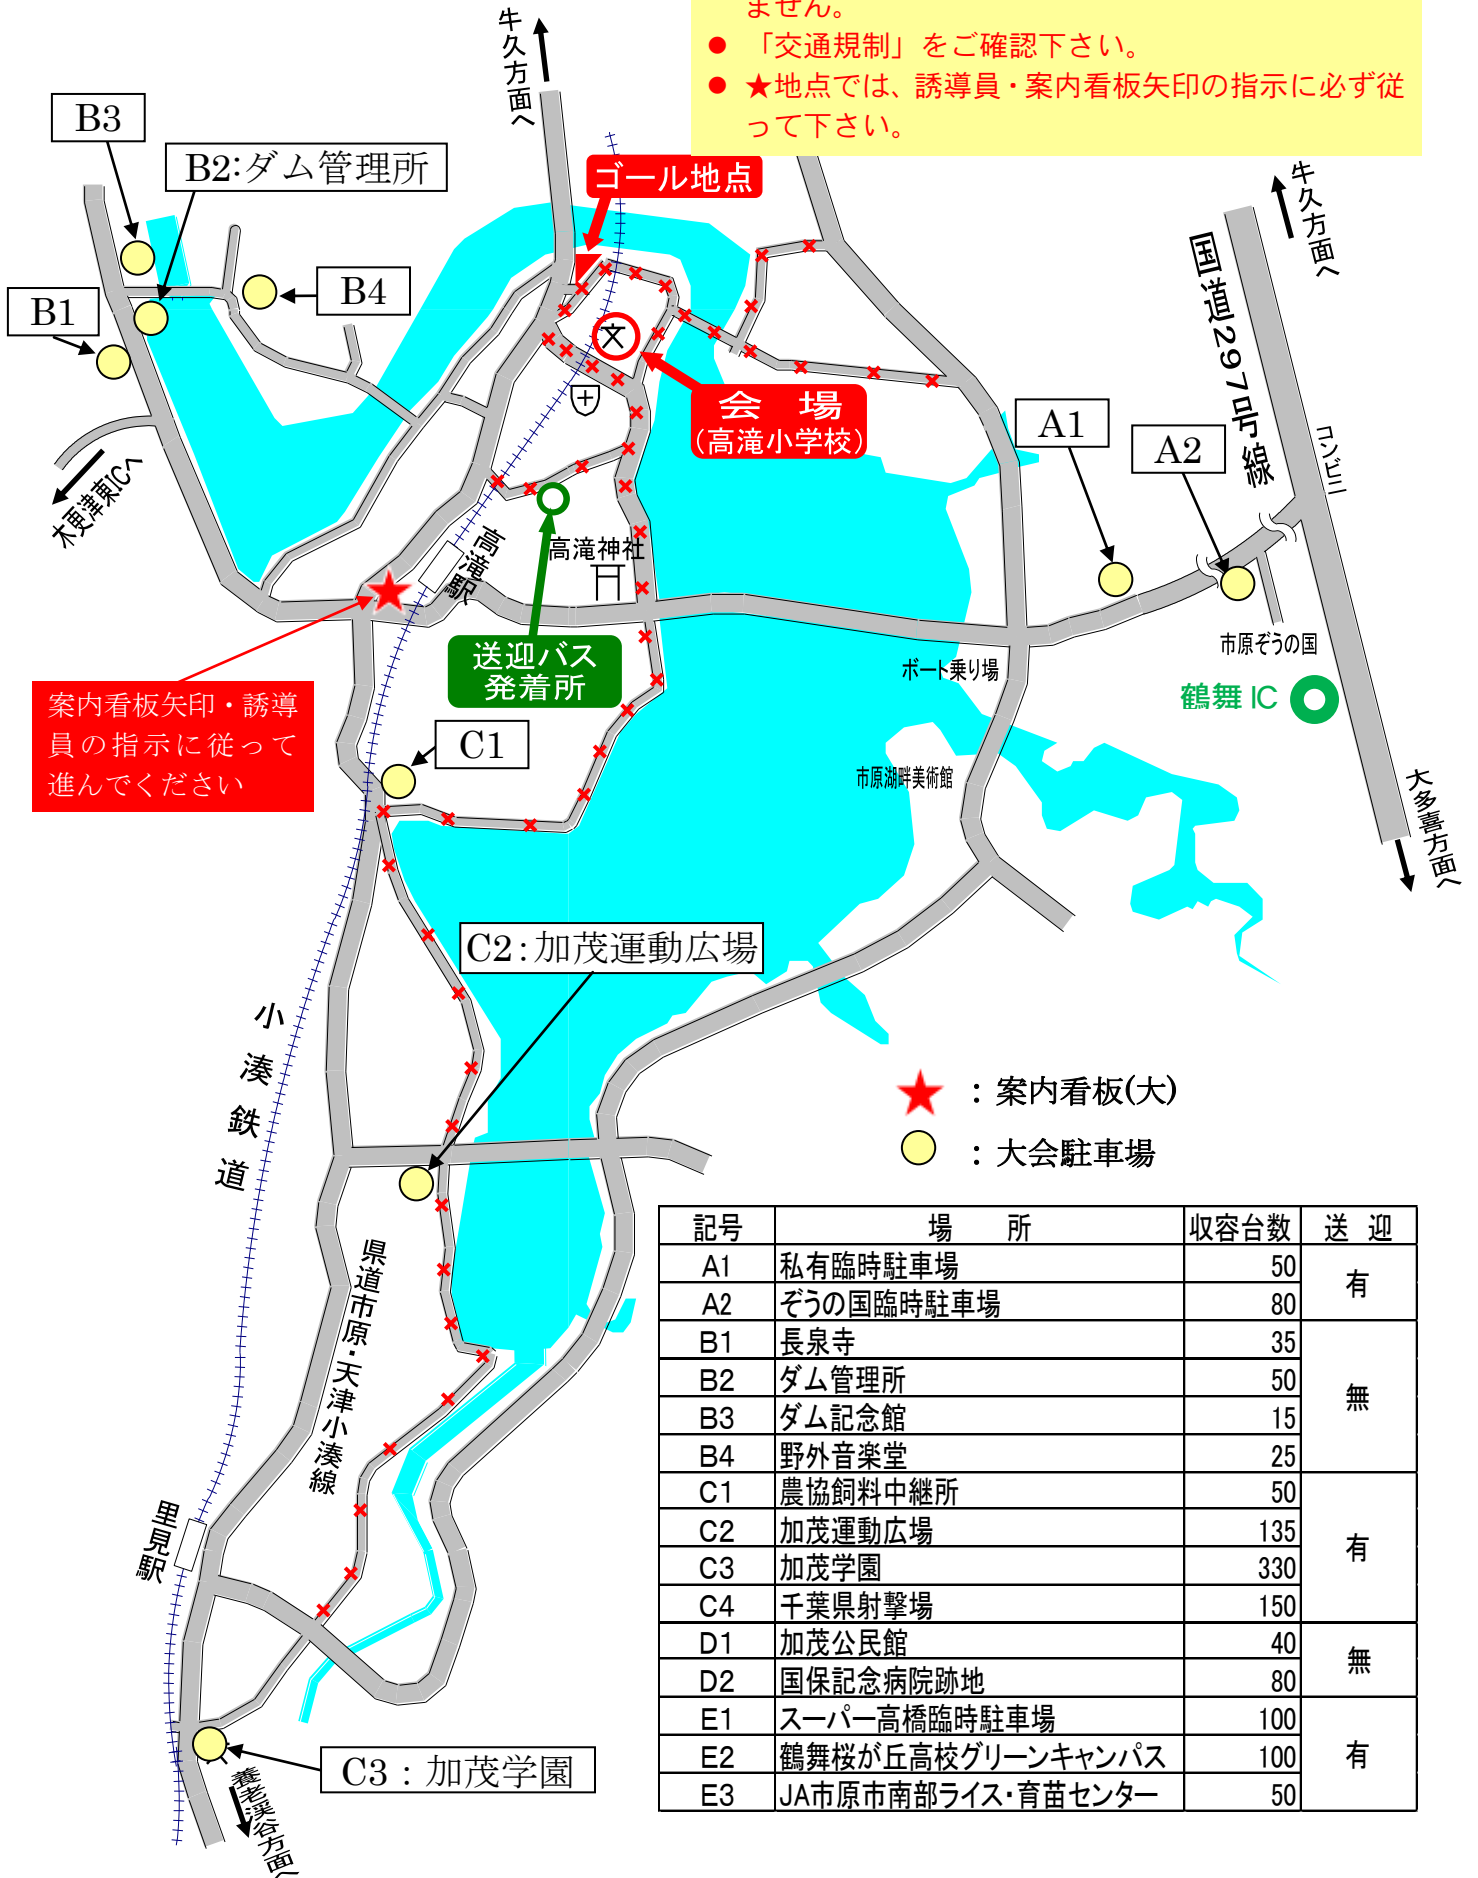 ません。
● 「交通規制」をご確認下さい。
● ★地点では、誘導員・案内看板矢印の指示に必ず従
って下さい。
牛久方面へ
B3
B2:ダム管理所
ゴール地点
牛久方面へ
B4
B1
国道297号線
文
会 場
(高滝小学校)
A1
A2
コンビニ
木更津東ICへ
高滝駅
高滝神社
送迎バス
発着所
市原ぞうの国
ボート乗り場
鶴舞 IC
案内看板矢印・誘導
員の指示に従って
進んでください
C1
市原湖畔美術館
大多喜方面へ
C2:加茂運動広場
小湊鉄道
★ : 案内看板(大)
: 大会駐車場
県道市原・天津小湊線
里見駅
C3:加茂学園
養老渓谷方面へ
記号 場 所 収容台数 送 迎
A1 私有臨時駐車場 50 有
A2 ぞうの国臨時駐車場 80
B1 長泉寺 35 無
B2 ダム管理所 50
B3 ダム記念館 15
B4 野外音楽堂 25
C1 農協飼料中継所 50 有
C2 加茂運動広場 135
C3 加茂学園 330
C4 千葉県射撃場 150
D1 加茂公民館 40 無
D2 国保記念病院跡地 80
E1 スーパー高橋臨時駐車場 100 有
E2 鶴舞桜が丘高校グリーンキャンパス 100
E3 JA市原市南部ライス・育苗センター 50